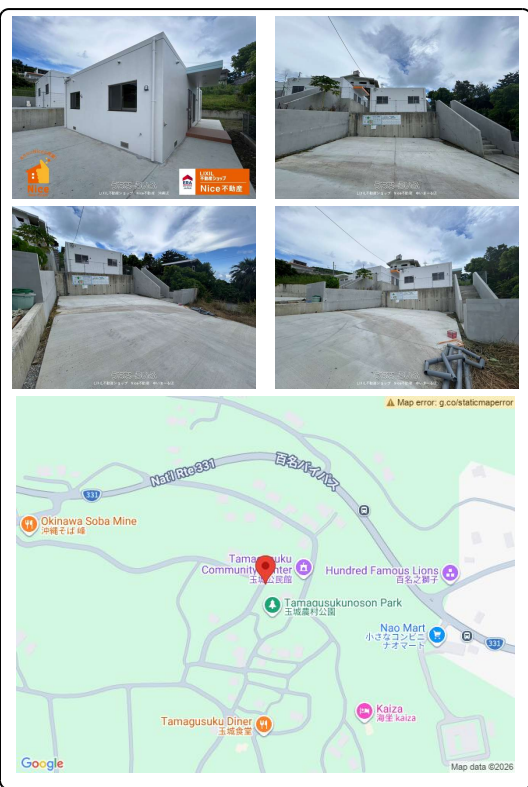 Nice
LIXIL
不動産ショップ
ERA
Nice不動産
Map error: g.co/staticmaperror
Nat'l Rte 331
百名バイパス
331
Okinawa Soba Mine
沖縄そば 峰
Tamagusuku
Community Center
玉城公民館
Hundred Famous Lions
百名之獅子
Tamagusukunoson Park
玉城農村公園
Nao Mart
小さなコンビニ
ナオマート
331
Kaiza
海坐 kaiza
Tamagusuku Diner
玉城食堂
Google
Map data ©2026